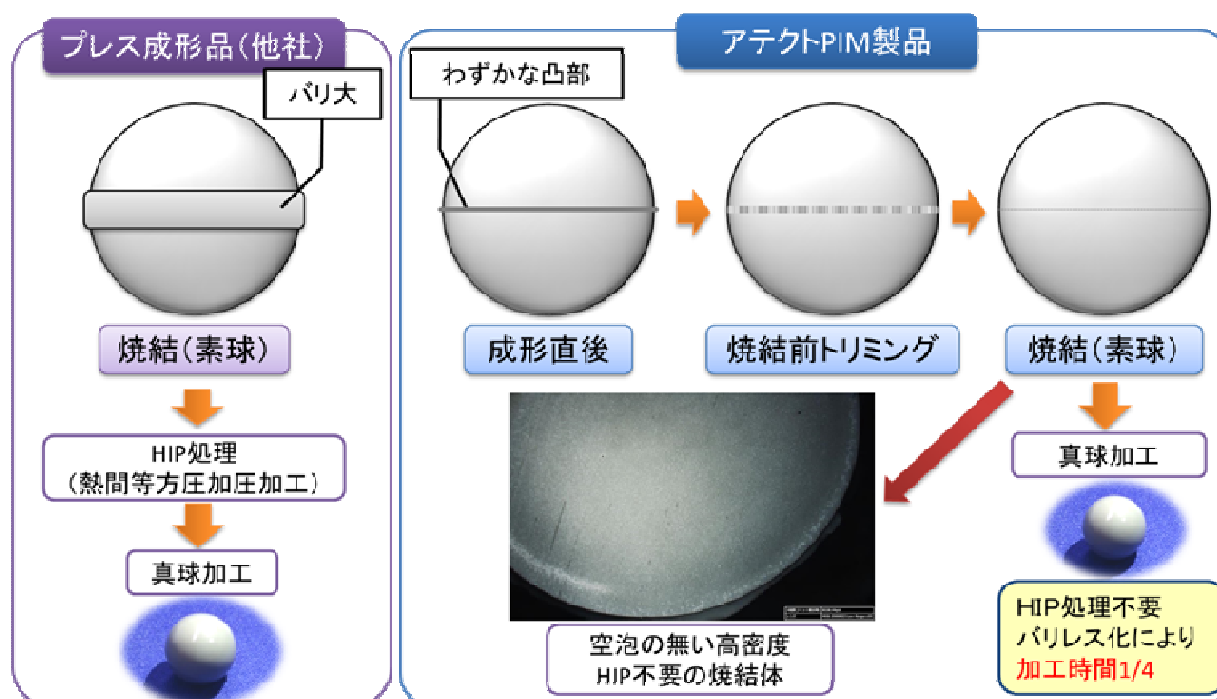 プレス成形品(他社)
バリ大
焼結(素球)
HIP処理
(熱間等方圧加圧加工)
真球加工
アテクトPIM製品
わずかな凸部
成形直後
焼結前トリミング
焼結(素球)
空泡の無い高密度
HIP不要の焼結体
真球加工
HIP処理不要
バリレス化により
加工時間1/4